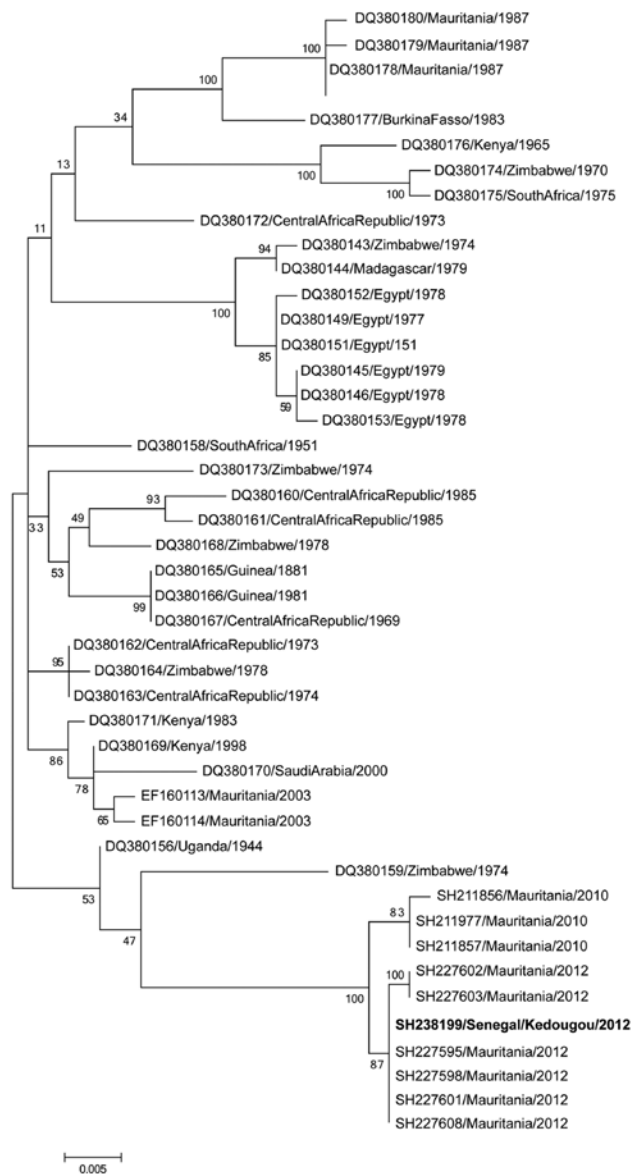 DQ380180/Mauritania/1987
DQ380179/Mauritania/1987
100
DQ380178/Mauritania/1987
100
34
DQ380177/BurkinaFasso/1983
DQ380176/Kenya/1965
13
100
DQ380174/Zimbabwe/1970
100
DQ380175/SouthAfrica/1975
DQ380172/CentralAfricaRepublic/1973
11
94
DQ380143/Zimbabwe/1974
DQ380144/Madagascar/1979
DQ380152/Egypt/1978
100
DQ380149/Egypt/1977
DQ380151/Egypt/151
85
DQ380145/Egypt/1979
DQ380146/Egypt/1978
59
DQ380153/Egypt/1978
DQ380158/SouthAfrica/1951
DQ380173/Zimbabwe/1974
93
DQ380160/CentralAfricaRepublic/1985
49
DQ380161/CentralAfricaRepublic/1985
33
DQ380168/Zimbabwe/1978
53
DQ380165/Guinea/1881
DQ380166/Guinea/1981
99
DQ380167/CentralAfricaRepublic/1969
DQ380162/CentralAfricaRepublic/1973
95
DQ380164/Zimbabwe/1978
DQ380163/CentralAfricaRepublic/1974
DQ380171/Kenya/1983
DQ380169/Kenya/1998
86
DQ380170/SaudiArabia/2000
78
EF160113/Mauritania/2003
65
EF160114/Mauritania/2003
DQ380156/Uganda/1944
DQ380159/Zimbabwe/1974
53
SH211856/Mauritania/2010
83
SH211977/Mauritania/2010
47
SH211857/Mauritania/2010
100
SH227602/Mauritania/2012
100
SH227603/Mauritania/2012
SH238199/Senegal/Kedougou/2012
SH227595/Mauritania/2012
87
SH227598/Mauritania/2012
SH227601/Mauritania/2012
SH227608/Mauritania/2012
0.005